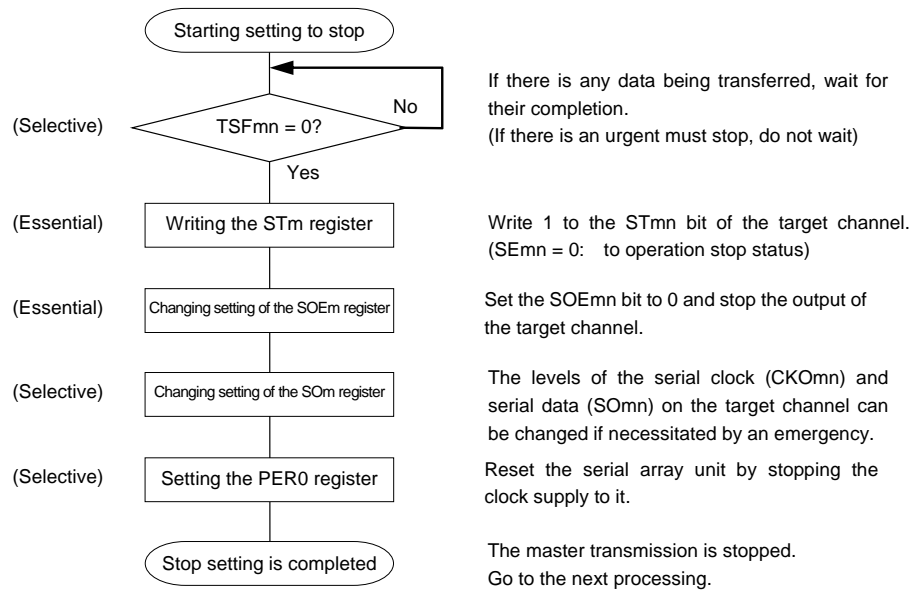 Starting setting to stop
No
If there is any data being transferred, wait for
their completion.
(If there is an urgent must stop, do not wait)
(Selective)
TSFmn = 0?
Yes
(Essential)
Writing the STm register
Write 1 to the STmn bit of the target channel.
(SEmn = 0: to operation stop status)
(Essential)
Changing setting of the SOEm register
Set the SOEmn bit to 0 and stop the output of
the target channel.
(Selective)
Changing setting of the SOm register
The levels of the serial clock (CKOmn) and
serial data (SOmn) on the target channel can
be changed if necessitated by an emergency.
(Selective)
Setting the PER0 register
Reset the serial array unit by stopping the
clock supply to it.
Stop setting is completed
The master transmission is stopped.
Go to the next processing.